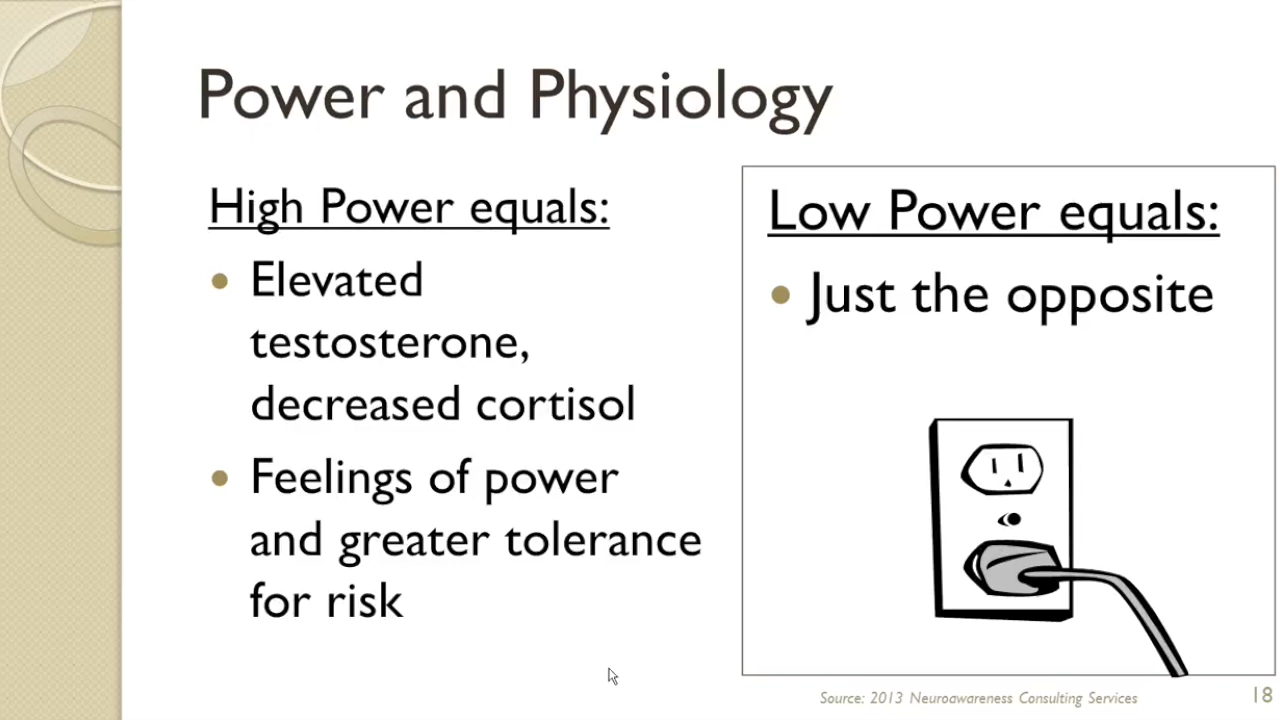 Power and Physiology
High Power equals:
• Elevated
testosterone,
decreased cortisol
• Feelings of power
and greater tolerance
for risk
Low Power equals:
• Just the opposite
Source: 2013 Neuroawareness Consulting Services
18